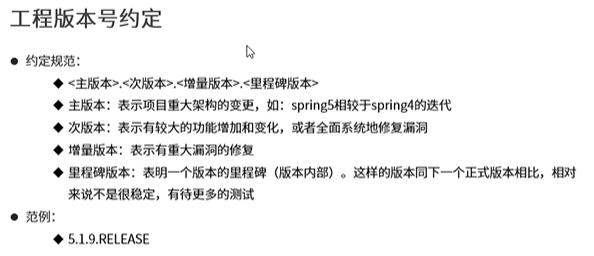 工程版本号约定
约定规范：
<主版本>.<次版本>.<增量版本>.<里程碑版本>
主版本：表示项目重大架构的变更，如：spring5相较于spring4的迭代
次版本：表示有较大的功能增加和变化，或者全面系统地修复漏洞
增量版本：表示有重大漏洞的修复
里程碑版本：表明一个版本的里程碑（版本内部）。这样的版本同下一个正式版本相比，相对
来说不是很稳定，有待更多的测试
范例：
5.1.9.RELEASE